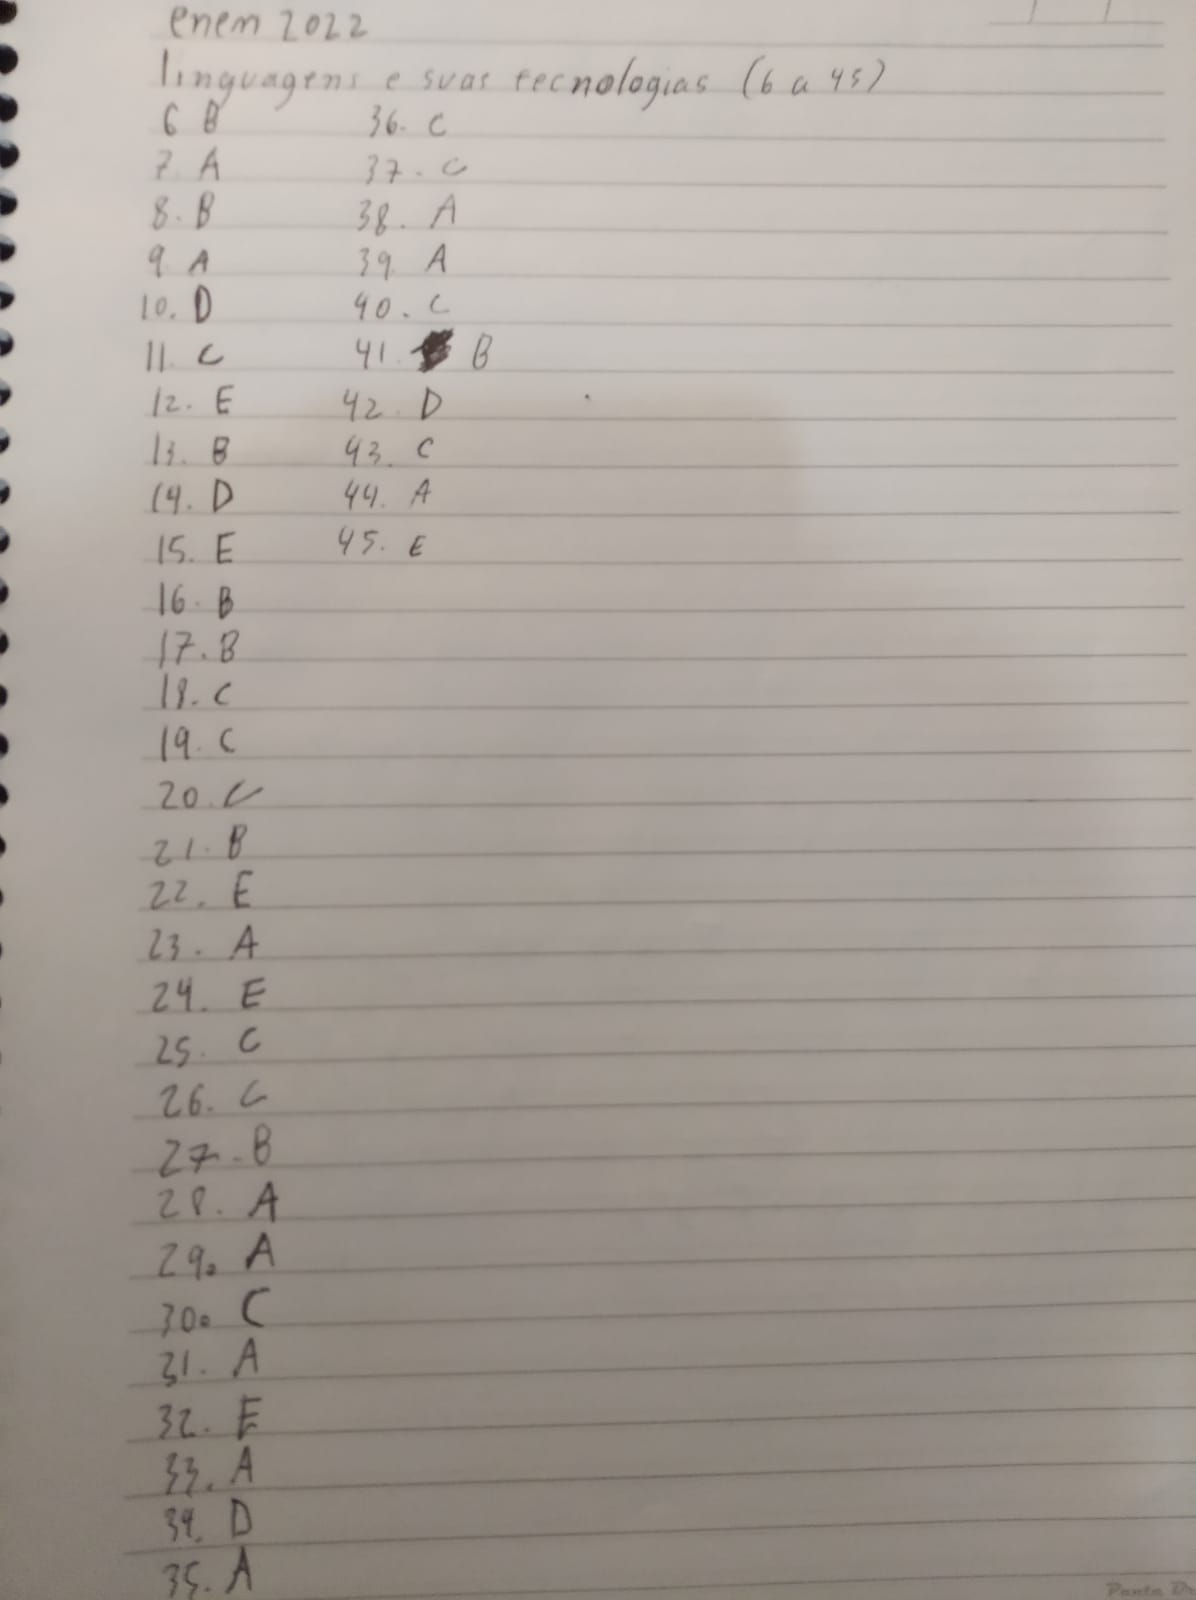 enem 2022
linguagens e suas tecnologias (6 a 45)
6 B
7 A
8. B
9. A
10. D
11. C
12. E
13. B
14. D
15. E
16. B
17. B
18. C
19. C
20. C
21. B
22. E
23. A
24. E
25. C
26. C
27. B
28. A
29. A
30. C
31. A
32. E
33. A
34. D
35. A
36. C
37. C
38. A
39. A
40. C
41. B
42. D
43. C
44. A
45. E